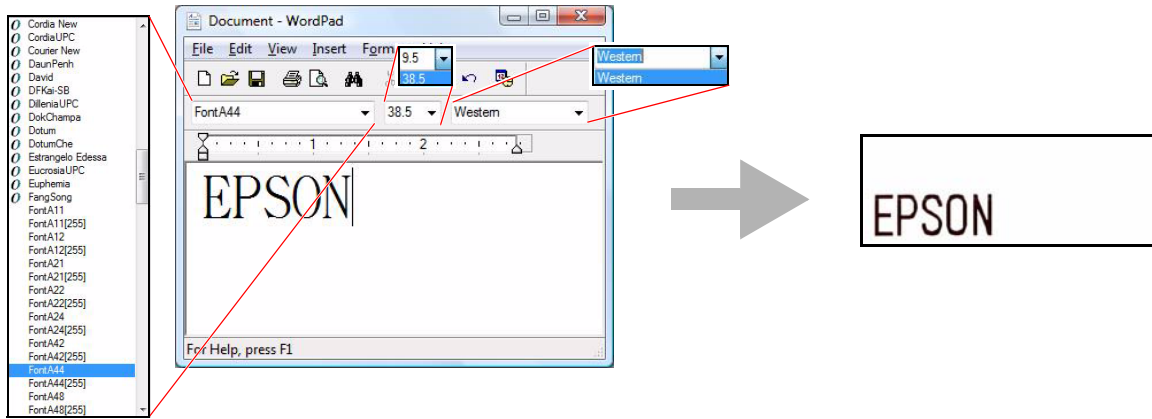 Cordia New
CordiaUPC
Courier New
DaunPenh
David
DFKai-SB
DilleniaUPC
DokChampa
Dotum
DotumChe
Estrangelo Edessa
EucrosiaUPC
Euphemia
FangSong
FontA11
FontA11[255]
FontA12
FontA12[255]
FontA21
FontA21[255]
FontA22
FontA22[255]
FontA24
FontA24[255]
FontA42
FontA42[255]
FontA44
FontA44[255]
FontA48
FontA48[255]
Document - WordPad
File Edit View Insert Form
9.5
38.5
Western
Western
FontA44 38.5 Western
1 2
EPSON
For Help, press F1
EPSON